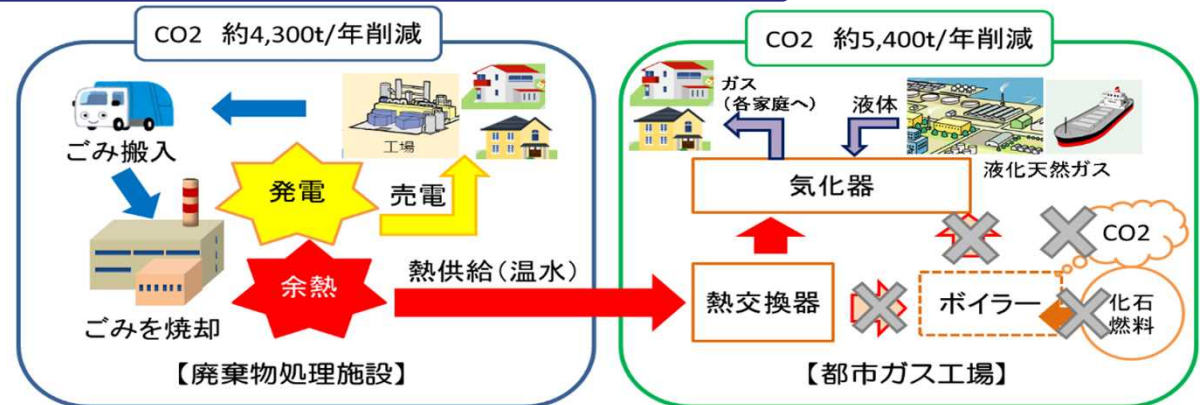 CO2 約4,300t/年削減
ごみ搬入
工場
発電
売電
余熱
ごみを焼却
熱供給(温水)
【廃棄物処理施設】
CO2 約5,400t/年削減
ガス
(各家庭へ)
液体
液化天然ガス
気化器
CO2
熱交換器
ボイラー
化石
燃料
【都市ガス工場】